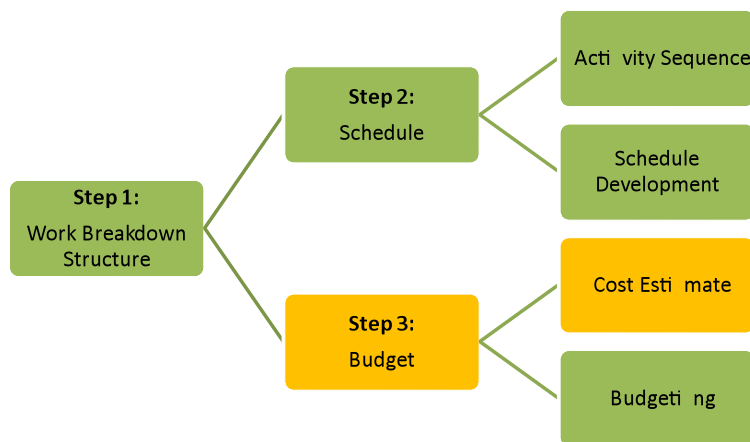 Step 1:
Work Breakdown
Structure
Step 2:
Schedule
Step 3:
Budget
Acti vity Sequence
Schedule
Development
Cost Esti mate
Budgeti ng